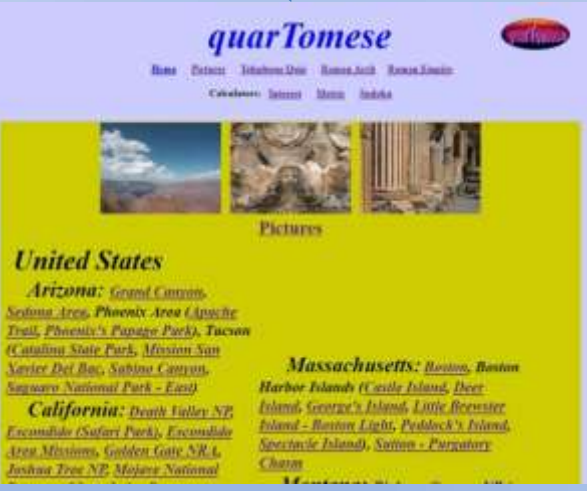 quarTomese
Home Pictures Telephone Quiz Roman Arch Roman Empire
Calculators: Interest Metric Sudoku
Pictures
United States
Arizona: Grand Canyon,
Sedona Area, Phoenix Area (Apache
Trail, Phoenix's Papago Park), Tucson
(Catalina State Park, Mission San
Xavier Del Bac, Sabino Canyon,
Saguaro National Park - East)
California: Death Valley NP,
Escondido (Safari Park), Escondido
Area Missions, Golden Gate NRA,
Joshua Tree NP, Mojave National
Massachusetts: Boston, Boston
Harbor Islands (Castle Island, Deer
Island, George's Island, Little Brewster
Island - Boston Light, Peddock's Island,
Spectacle Island), Sutton - Purgatory
Chasm